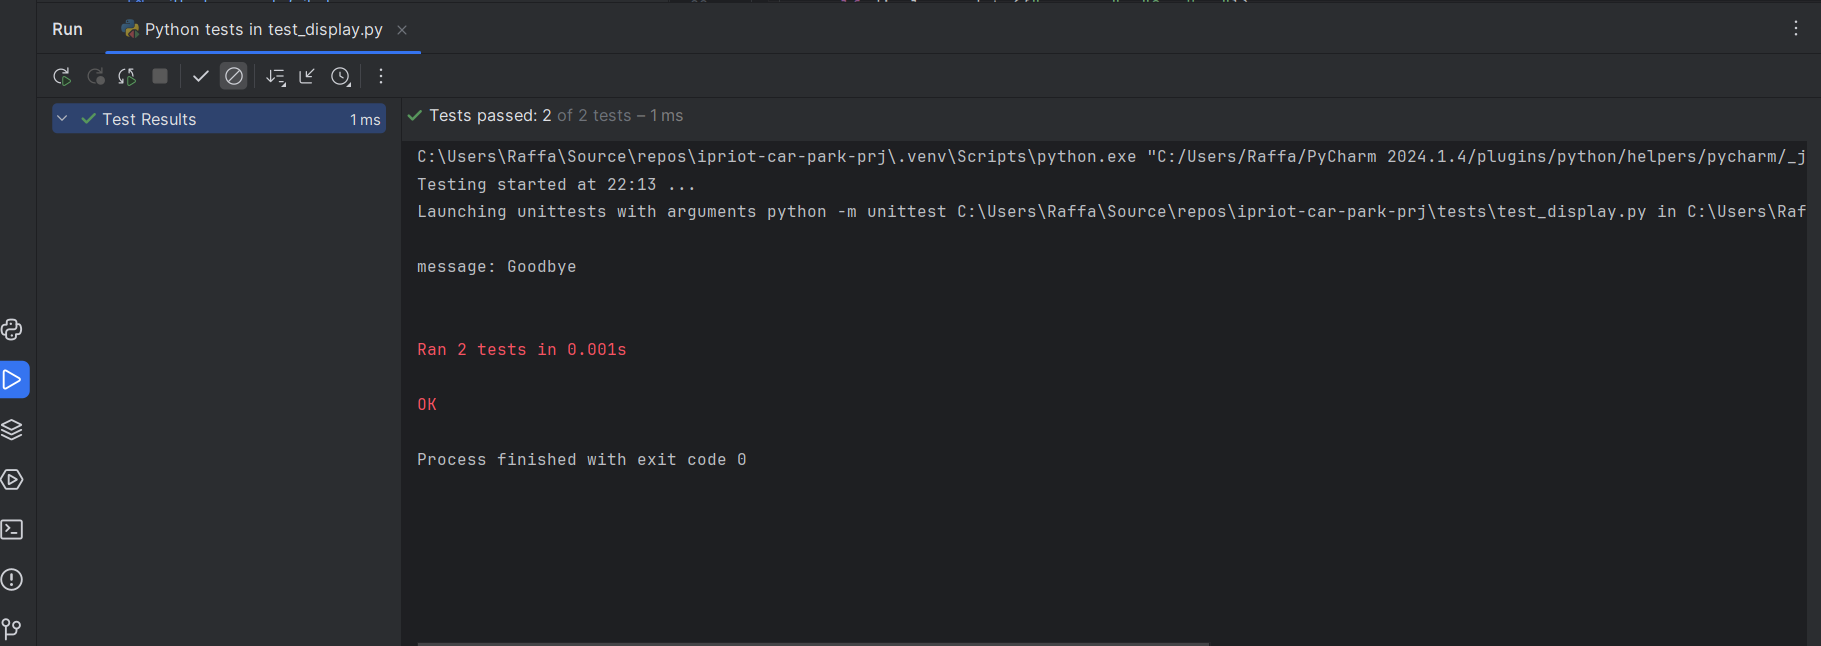 Run
Python tests in test_display.py
Test Results 1 ms
Tests passed: 2 of 2 tests – 1 ms
C:\Users\Raffa\Source\repos\ipriot-car-park-prj\.venv\Scripts\python.exe "C:/Users/Raffa/PyCharm 2024.1.4/plugins/python/helpers/pycharm/_j
Testing started at 22:13 ...
Launching unittests with arguments python -m unittest C:\Users\Raffa\Source\repos\ipriot-car-park-prj\tests\test_display.py in C:\Users\Raf
message: Goodbye
Ran 2 tests in 0.001s
OK
Process finished with exit code 0